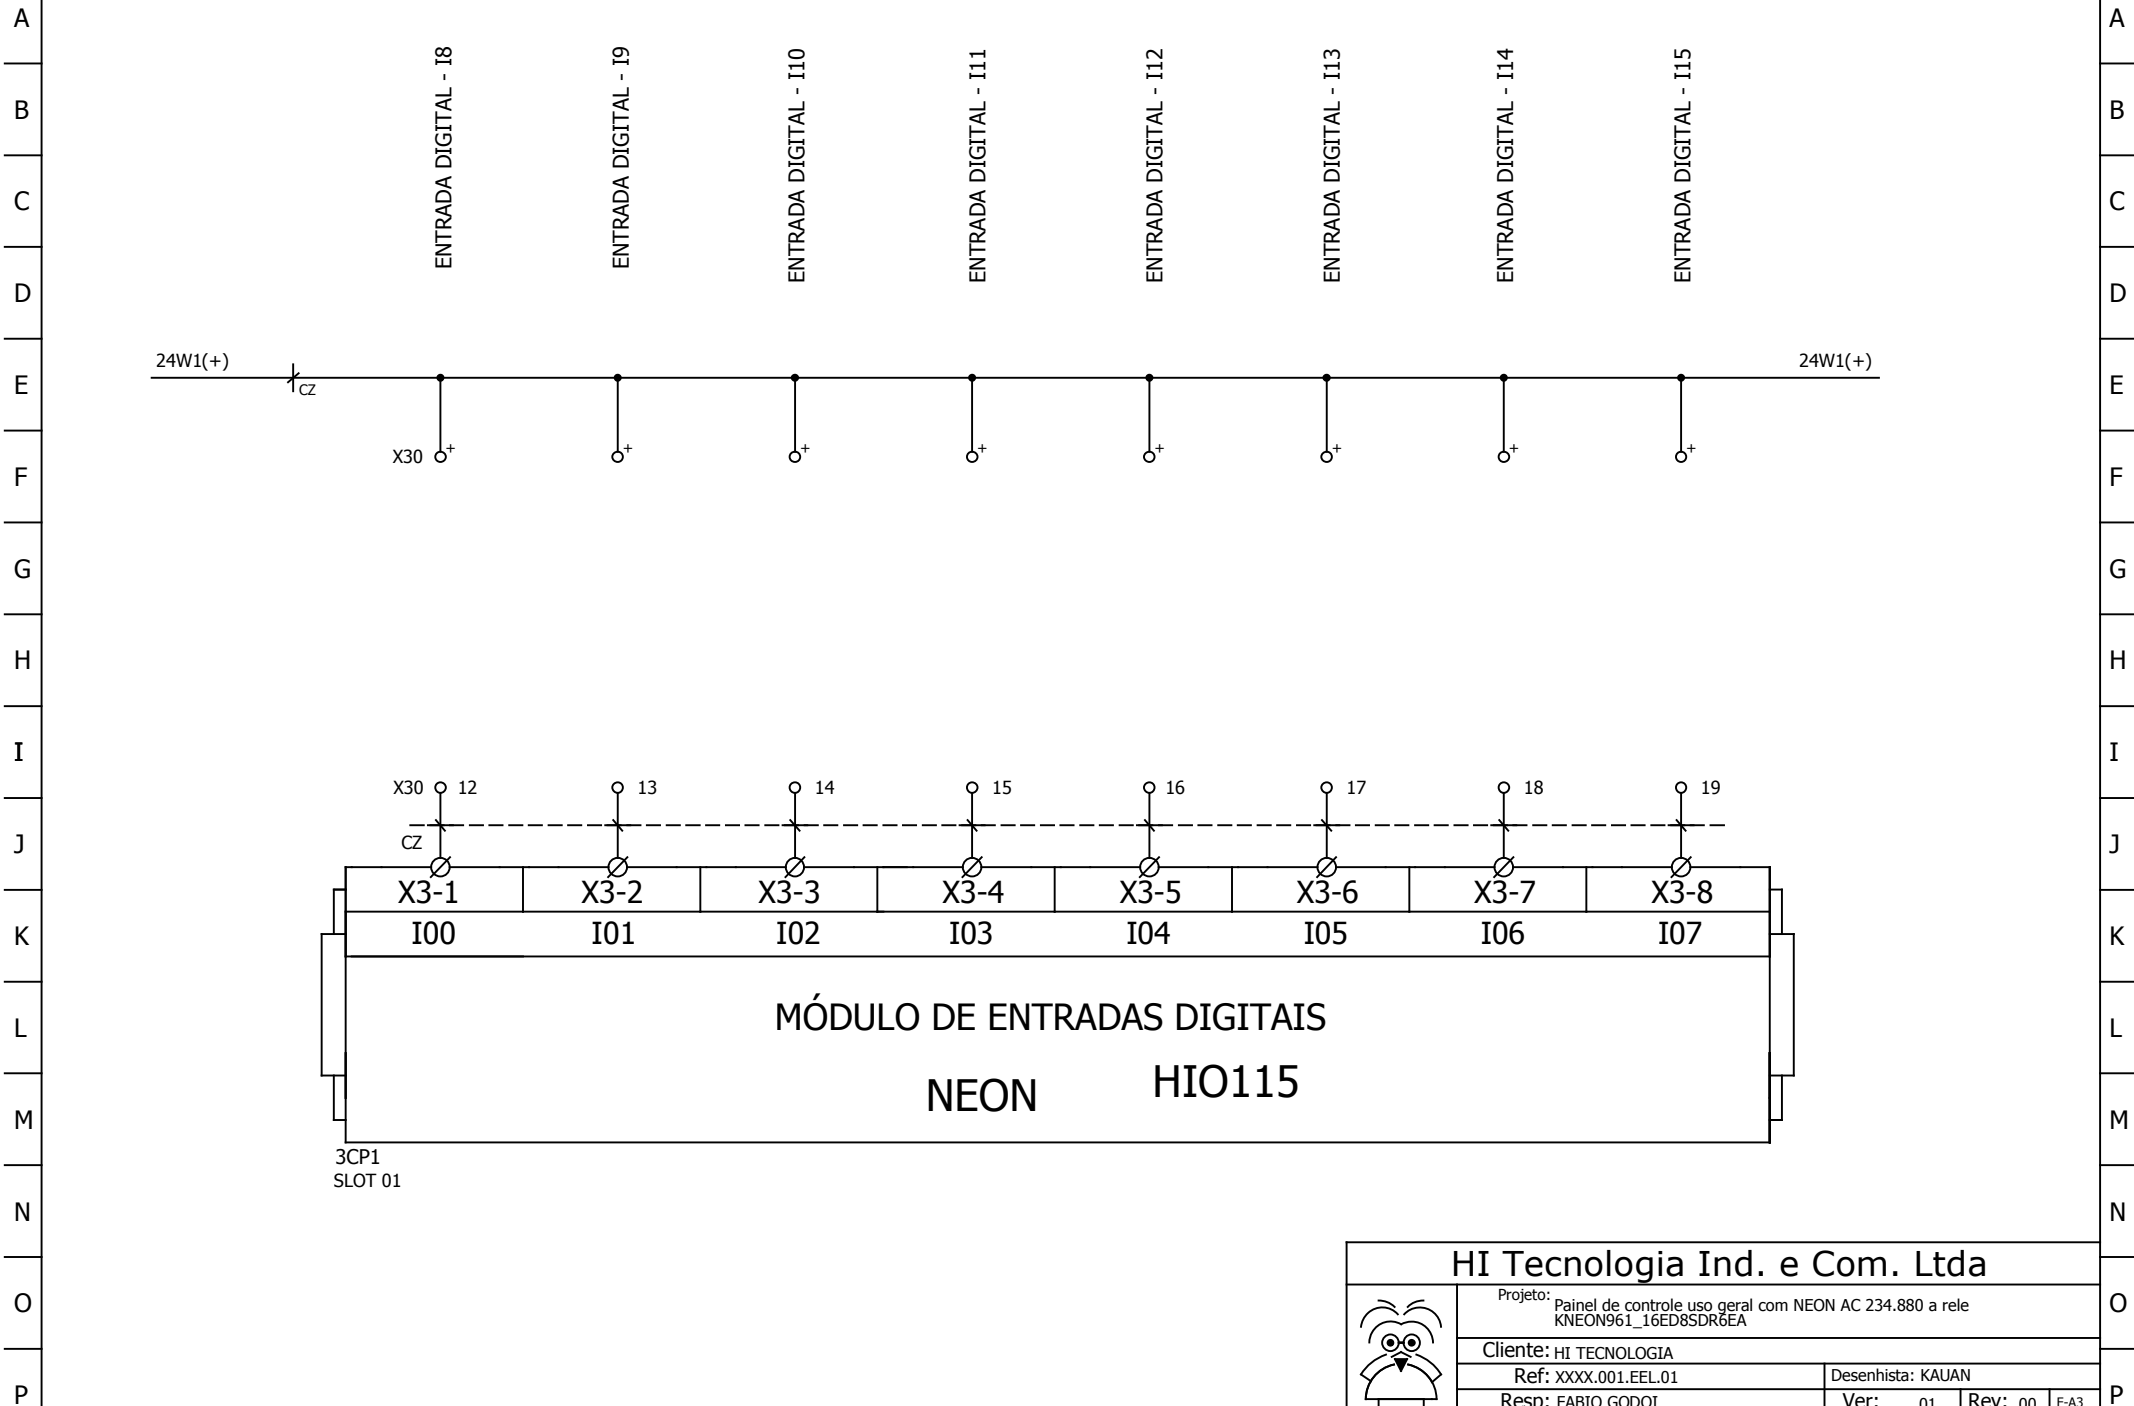 A A
ENTRADA DIGITAL - I8
ENTRADA DIGITAL - I9
ENTRADA DIGITAL - I10
ENTRADA DIGITAL - I11
ENTRADA DIGITAL - I12
ENTRADA DIGITAL - I13
ENTRADA DIGITAL - I14
ENTRADA DIGITAL - I15
B B
C C
D D
24W1(+) 24W1(+)
E CZ E
X30 + + + + + + + +
F F
G G
H H
I I
X30 12 13 14 15 16 17 18 19
J CZ J
X3-1 X3-2 X3-3 X3-4 X3-5 X3-6 X3-7 X3-8
K I00 I01 I02 I03 I04 I05 I06 I07 K
L MÓDULO DE ENTRADAS DIGITAIS L
NEON HIO115
M M
3CP1
SLOT 01
N N
HI Tecnologia Ind. e Com. Ltda
O O
Projeto: Painel de controle uso geral com NEON AC 234.880 a rele
KNEON961_16ED8SDR6EA
Cliente: HI TECNOLOGIA
Ref: XXXX.001.EEL.01 Desenhista: KAUAN
P P
Resp: FABIO GODOI Ver: 01 Rev: 00 F-A3